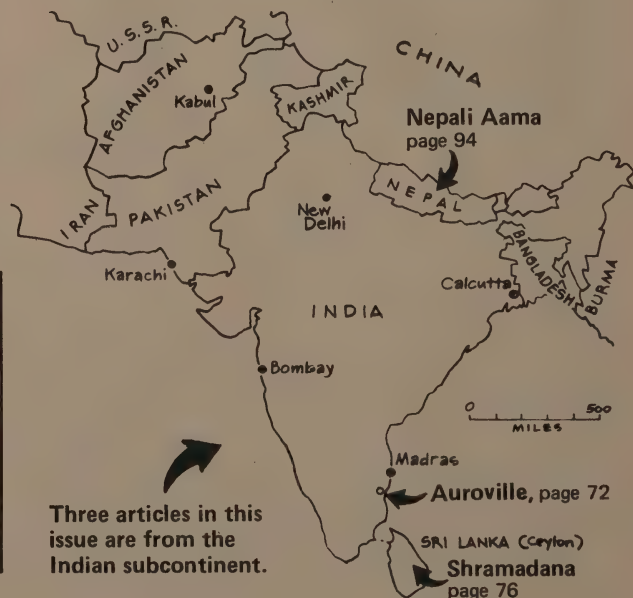 U.S.S.R.
CHINA
AFGHANISTAN
Kabul
KASHMIR
Nepali Aama
page 94
NEPAL
IRAN
PAKISTAN
New
Delhi
BANGLADESH
BURMA
Karachi
Calcutta
INDIA
Bombay
0 500
MILES
Madras
Auroville, page 72
Three articles in this
issue are from the
Indian subcontinent.
SRI LANKA (Ceylon)
Shramadana
page 76